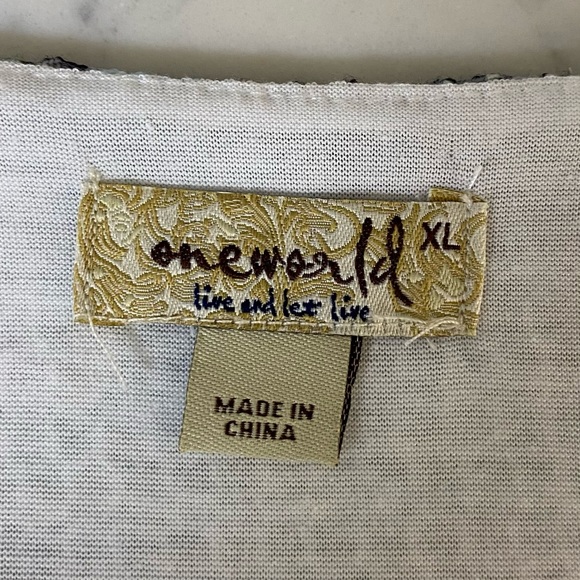 oneworld XL
live and let live
MADE IN
CHINA